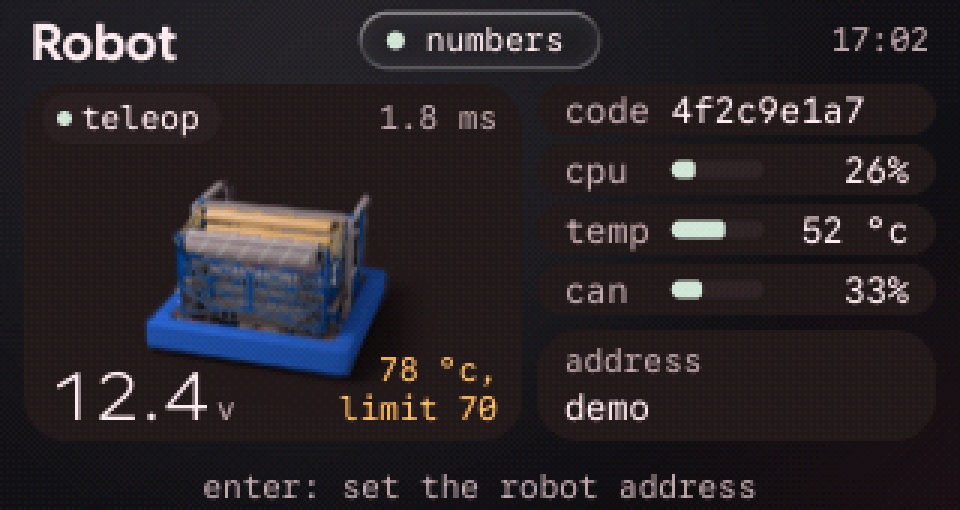 Robot
numbers
17:02
teleop
1.8 ms
12.4 v
78 °c,
limit 70
code 4f2c9e1a7
cpu 26%
temp 52 °c
can 33%
address
demo
enter: set the robot address